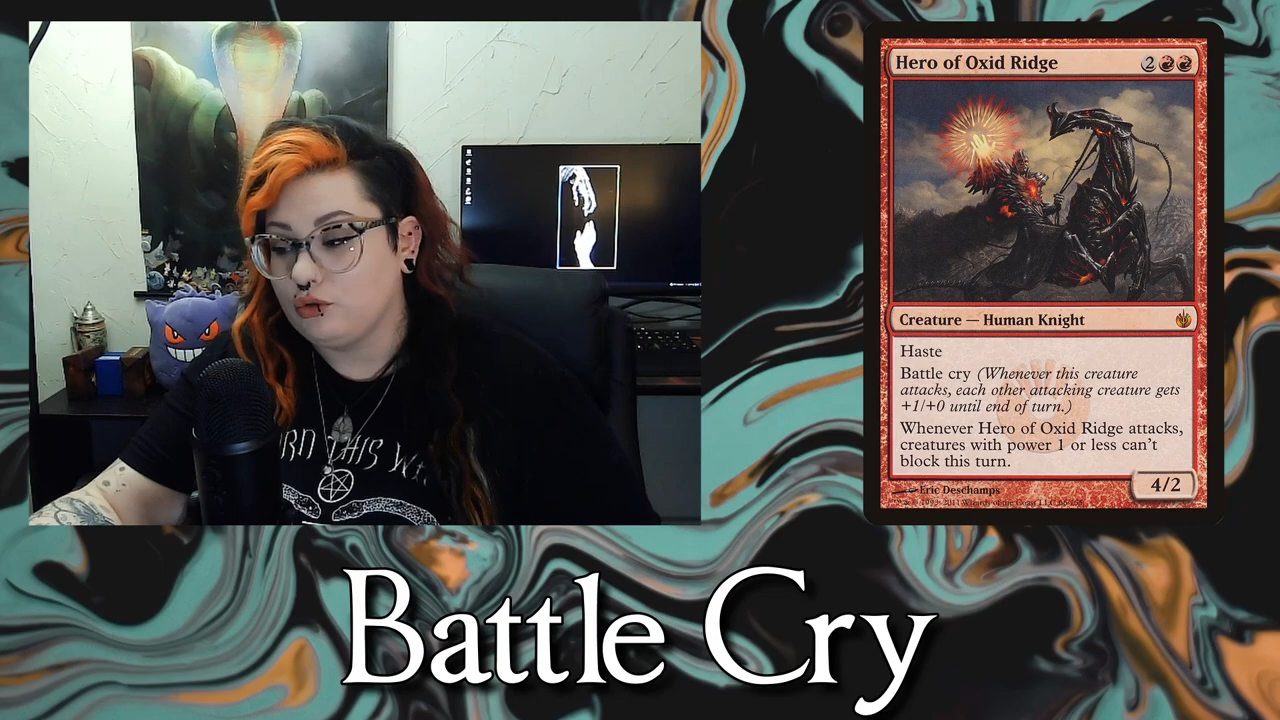 Hero of Oxid Ridge 2
Creature — Human Knight
Haste
Battle cry (Whenever this creature
attacks, each other attacking creature gets
+1/+0 until end of turn.)
Whenever Hero of Oxid Ridge attacks,
creatures with power 1 or less can't
block this turn.
4/2
Eric Deschamps
THIS
Battle Cry